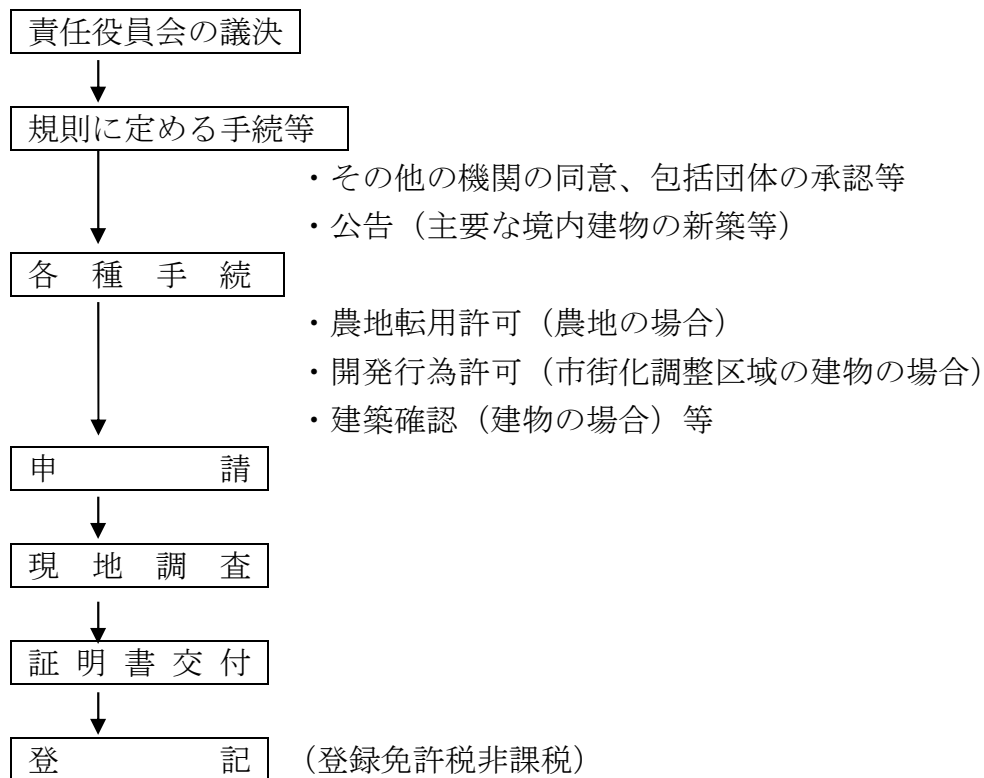 責任役員会の議決
規則に定める手続等
・その他の機関の同意、包括団体の承認等
・公告（主要な境内建物の新築等）
各種手続
・農地転用許可（農地の場合）
・開発行為許可（市街化調整区域の建物の場合）
・建築確認（建物の場合）等
申請
現地調査
証明書交付
登記（登録免許税非課税）